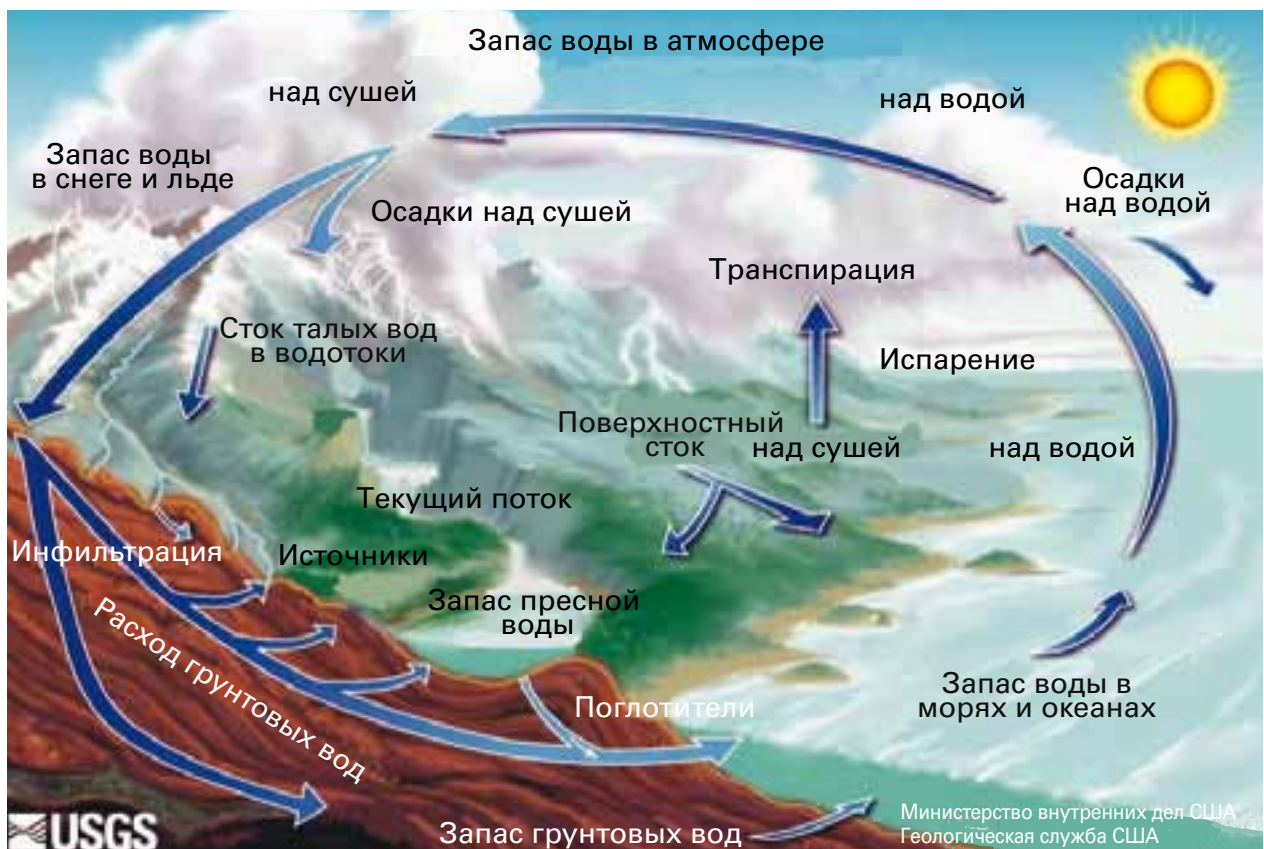 Запас воды в атмосфере
над сушей
над водой
Запас воды
в снеге и льде
Осадки
над водой
Осадки над сушей
Транспирация
Сток талых вод
в водотоки
Испарение
Поверхностный
сток
над сушей
над водой
Текущий поток
Инфильтрация
Источники
Запас пресной
воды
Расход грунтовых вод
Поглотители
Запас воды в
морях и океанах
USGS
Запас грунтовых вод
Министерство внутренних дел США
Геологическая служба США